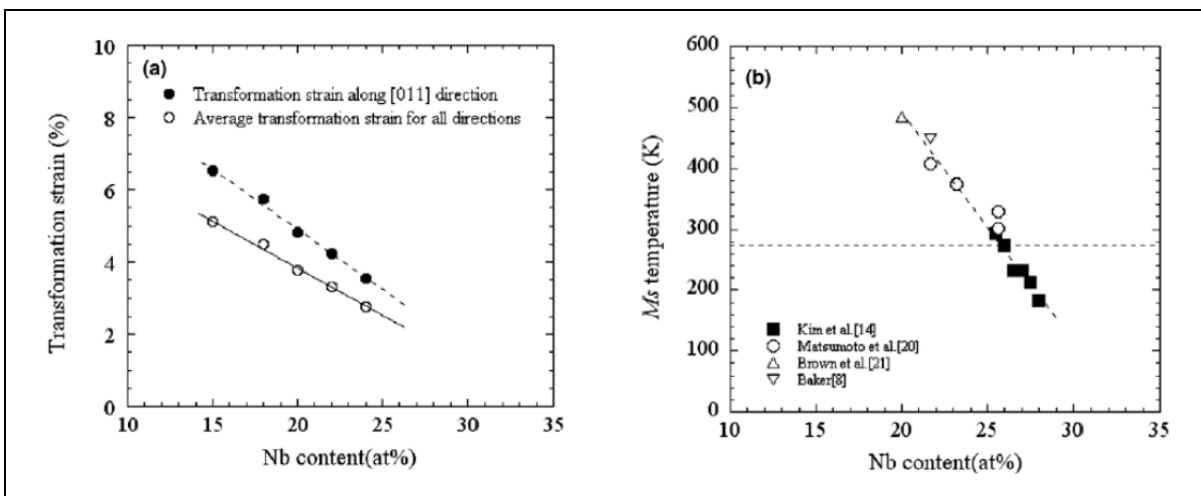 (a)
Transformation strain along [011] direction
Average transformation strain for all directions
Transformation strain (%)
10
8
6
4
2
0
10 15 20 25 30 35
Nb content(at%)
(b)
Ms temperature (K)
600
500
400
300
200
100
0
Kim et al.[14]
Matsumoto et al.[20]
Brown et al.[21]
Baker[8]
10 15 20 25 30 35
Nb content(at%)